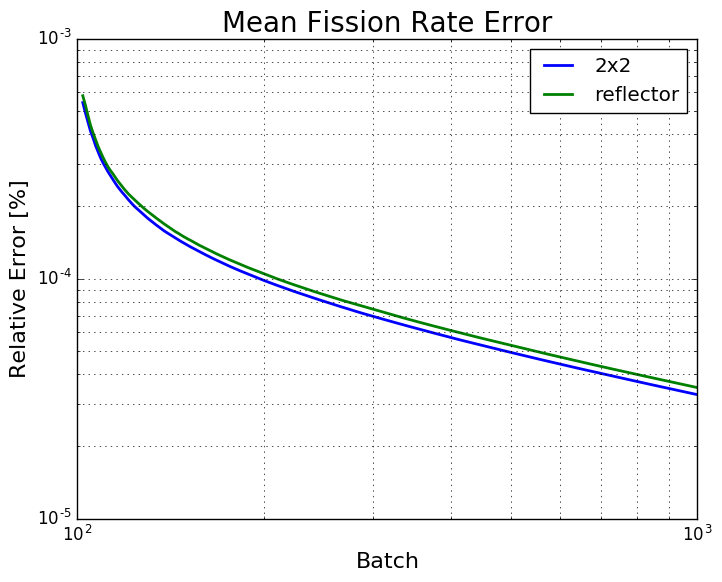 Mean Fission Rate Error
10^-3
2x2
reflector
Relative Error [%]
10^-4
10^-5
10^2
10^3
Batch